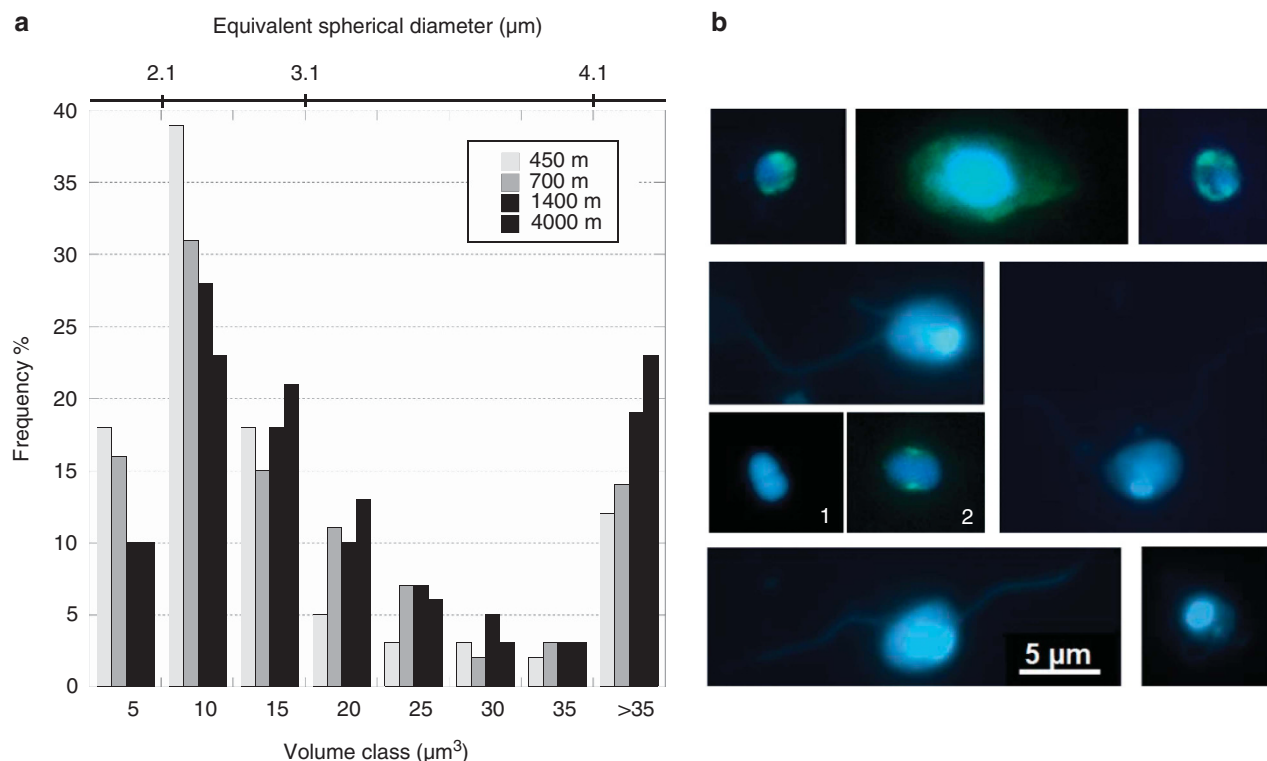 a
Equivalent spherical diameter (µm)
2.1 3.1 4.1
40
35
30
25
20
15
10
5
0
Frequency %
450 m
700 m
1400 m
4000 m
5 10 15 20 25 30 35 >35
Volume class (µm³)
b
1 2
5 µm